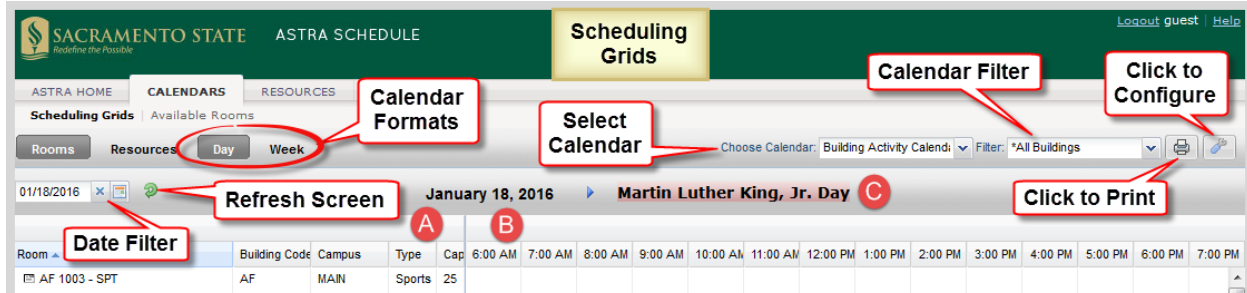 SACRAMENTO STATE
Redefine the Possible
ASTRA SCHEDULE
Scheduling
Grids
Logout guest | Help
Calendar Filter
Click to
Configure
ASTRA HOME CALENDARS RESOURCES
Scheduling Grids | Available Rooms
Calendar
Formats
Select
Calendar
Rooms Resources Day Week
Choose Calendar: Building Activity Calenda Filter: *All Buildings
01/18/2016
Refresh Screen
January 18, 2016
Martin Luther King, Jr. Day C
Click to Print
Date Filter
A B
Room Building Code Campus Type Cap 6:00 AM 7:00 AM 8:00 AM 9:00 AM 10:00 AM 11:00 AM 12:00 PM 1:00 PM 2:00 PM 3:00 PM 4:00 PM 5:00 PM 6:00 PM 7:00 PM
AF 1003 - SPT AF MAIN Sports 25